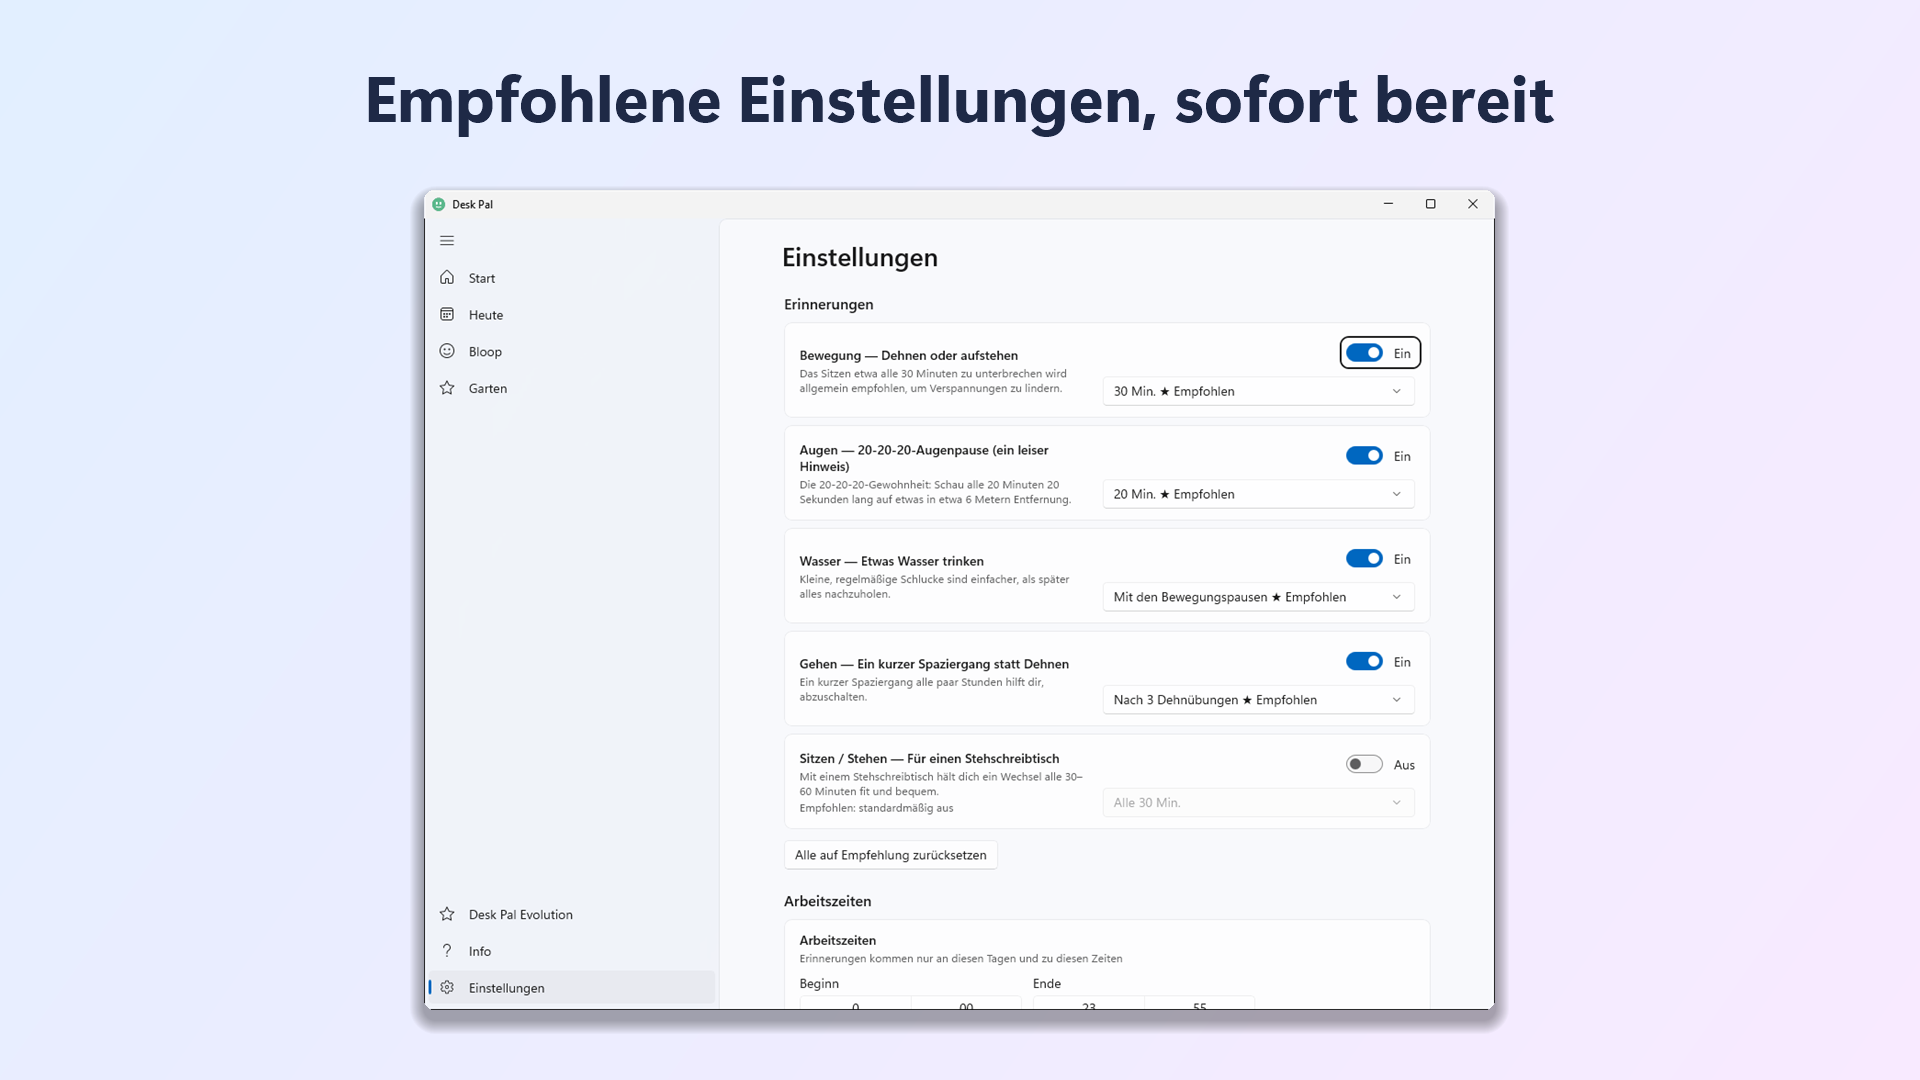 Empfohlene Einstellungen, sofort bereit
Desk Pal
Start
Heute
Bloop
Garten
Desk Pal Evolution
Info
Einstellungen
Einstellungen
Erinnerungen
Bewegung — Dehnen oder aufstehen
Das Sitzen etwa alle 30 Minuten zu unterbrechen wird
allgemein empfohlen, um Verspannungen zu lindern.
Ein
30 Min. ★ Empfohlen
Augen — 20-20-20-Augenpause (ein leiser
Hinweis)
Die 20-20-20-Gewohnheit: Schau alle 20 Minuten 20
Sekunden lang auf etwas in etwa 6 Metern Entfernung.
Ein
20 Min. ★ Empfohlen
Wasser — Etwas Wasser trinken
Kleine, regelmäßige Schlucke sind einfacher, als später
alles nachzuholen.
Ein
Mit den Bewegungspausen ★ Empfohlen
Gehen — Ein kurzer Spaziergang statt Dehnen
Ein kurzer Spaziergang alle paar Stunden hilft dir,
abzuschalten.
Ein
Nach 3 Dehnübungen ★ Empfohlen
Sitzen / Stehen — Für einen Stehschreibtisch
Mit einem Stehschreibtisch hält dich ein Wechsel alle 30–
60 Minuten fit und bequem.
Empfohlen: standardmäßig aus
Aus
Alle 30 Min.
Alle auf Empfehlung zurücksetzen
Arbeitszeiten
Arbeitszeiten
Erinnerungen kommen nur an diesen Tagen und zu diesen Zeiten
Beginn
Ende
0 00 23 55